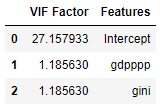 VIF Factor Features
0 27.157933 Intercept
1 1.185630 gdpppp
2 1.185630 gini